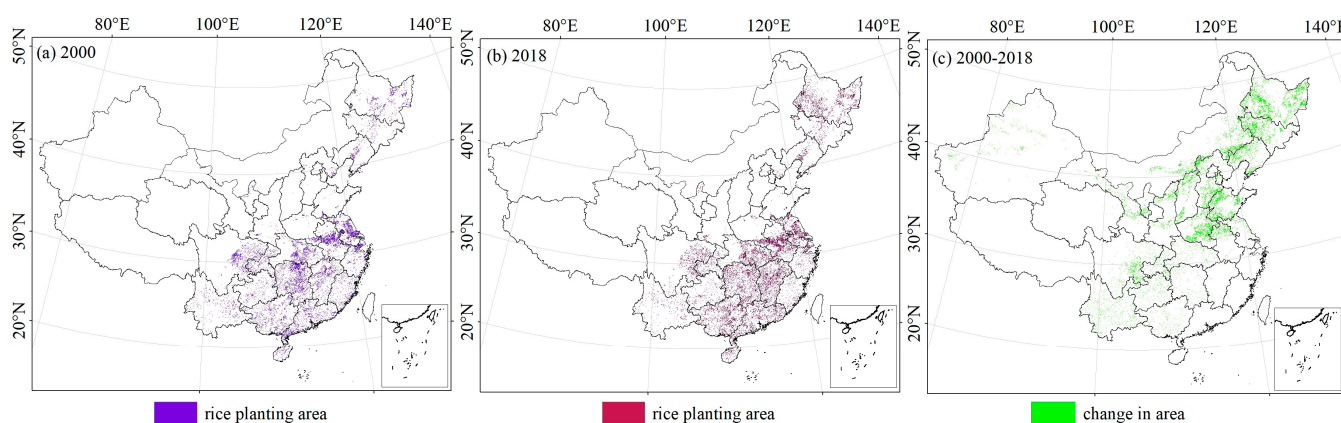 80°E 100°E 120°E 140°E
50°N
40°N
30°N
20°N
(a) 2000
rice planting area
80°E 100°E 120°E 140°E
50°N
40°N
30°N
20°N
(b) 2018
rice planting area
80°E 100°E 120°E 140°E
50°N
40°N
30°N
20°N
(c) 2000-2018
change in area